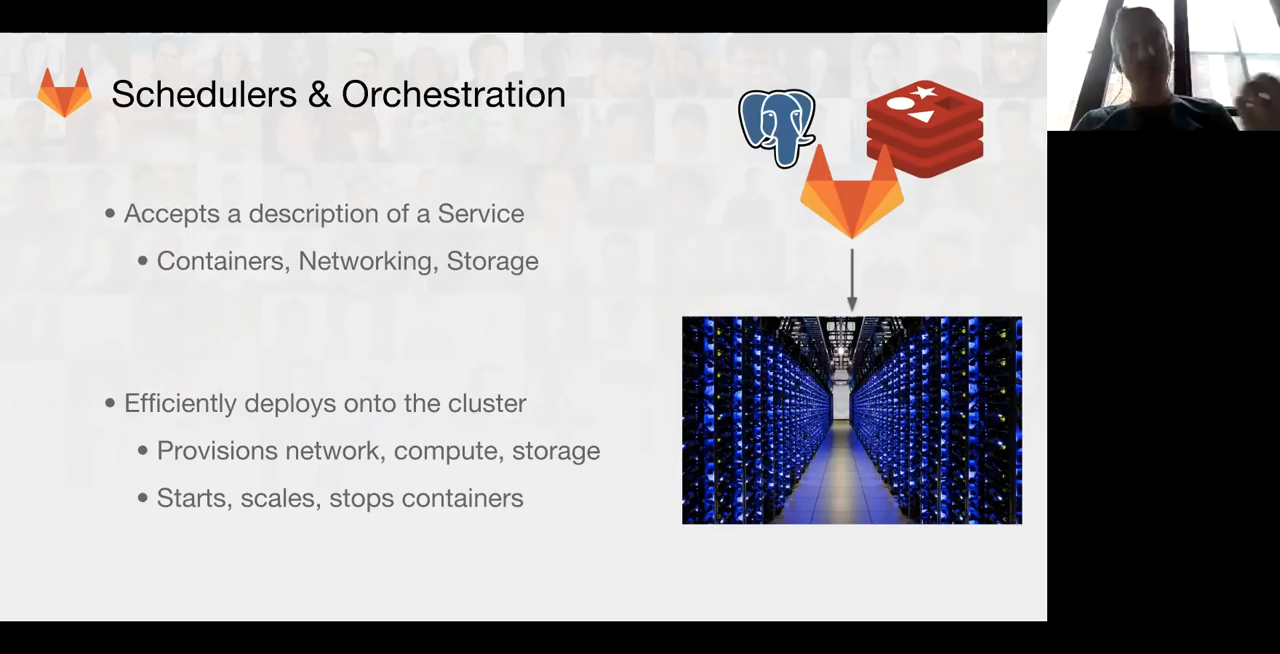 Schedulers & Orchestration
• Accepts a description of a Service
• Containers, Networking, Storage
• Efficiently deploys onto the cluster
• Provisions network, compute, storage
• Starts, scales, stops containers